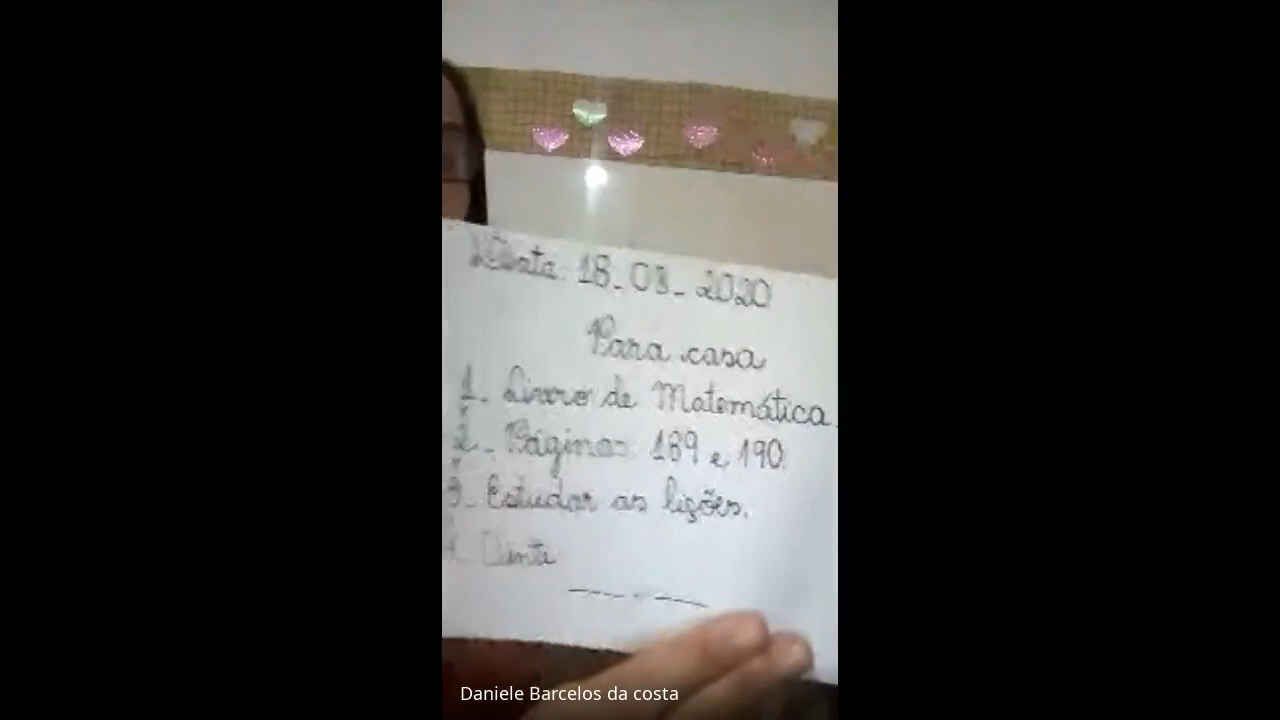 Data: 18-03-2020
Para casa
1- Livro de Matemática.
2- Páginas 189 e 190.
3- Estudar as lições.
4-
Daniele Barcelos da costa